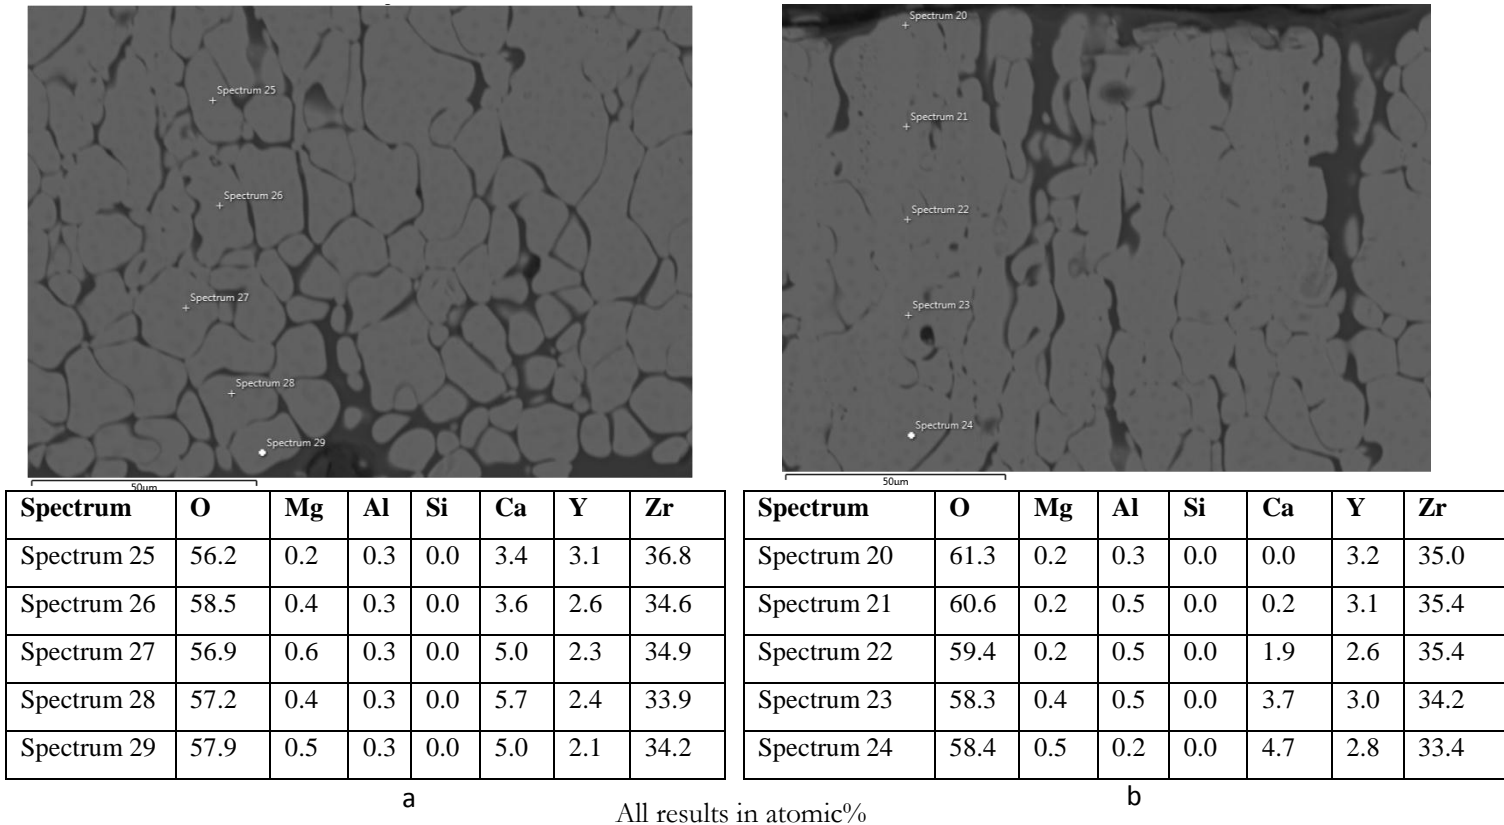 Spectrum 25
Spectrum 26
Spectrum 27
Spectrum 28
Spectrum 29
50µm
Spectrum 20
Spectrum 21
Spectrum 22
Spectrum 23
Spectrum 24
50µm
Spectrum O Mg Al Si Ca Y Zr
Spectrum 25 56.2 0.2 0.3 0.0 3.4 3.1 36.8
Spectrum 26 58.5 0.4 0.3 0.0 3.6 2.6 34.6
Spectrum 27 56.9 0.6 0.3 0.0 5.0 2.3 34.9
Spectrum 28 57.2 0.4 0.3 0.0 5.7 2.4 33.9
Spectrum 29 57.9 0.5 0.3 0.0 5.0 2.1 34.2
a
Spectrum O Mg Al Si Ca Y Zr
Spectrum 20 61.3 0.2 0.3 0.0 0.0 3.2 35.0
Spectrum 21 60.6 0.2 0.5 0.0 0.2 3.1 35.4
Spectrum 22 59.4 0.2 0.5 0.0 1.9 2.6 35.4
Spectrum 23 58.3 0.4 0.5 0.0 3.7 3.0 34.2
Spectrum 24 58.4 0.5 0.2 0.0 4.7 2.8 33.4
b
All results in atomic%